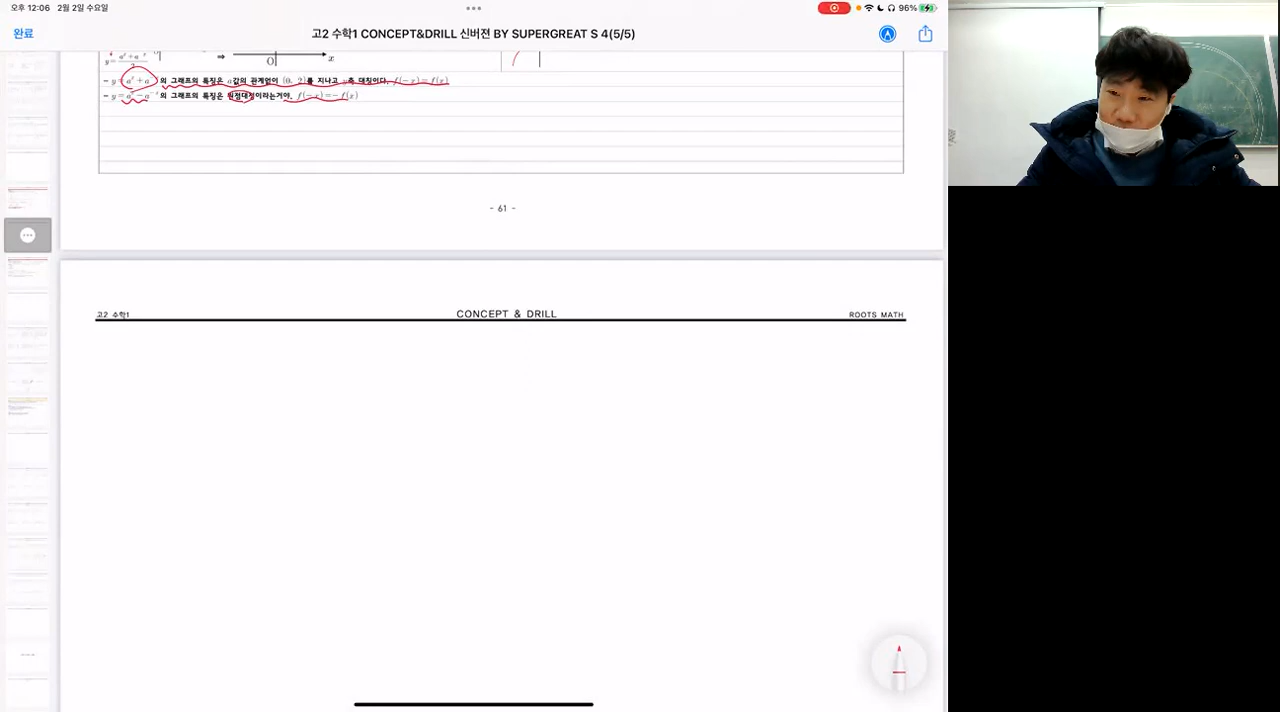 오후 12:06 2월 2일 수요일
96%
완료
고2 수학1 CONCEPT&DRILL 신버전 BY SUPERGREAT S 4(5/5)
O x
⇒
- y = a^x + a 의 그래프의 특징은 a값의 관계없이 (0, 2)를 지나고 y축 대칭이다. f(-x) = f(x)
- y = a^x - a^-x 의 그래프의 특징은 원점대칭이라는거야. f(-x) = -f(x)
- 61 -
고2 수학1
CONCEPT & DRILL
ROOTS MATH